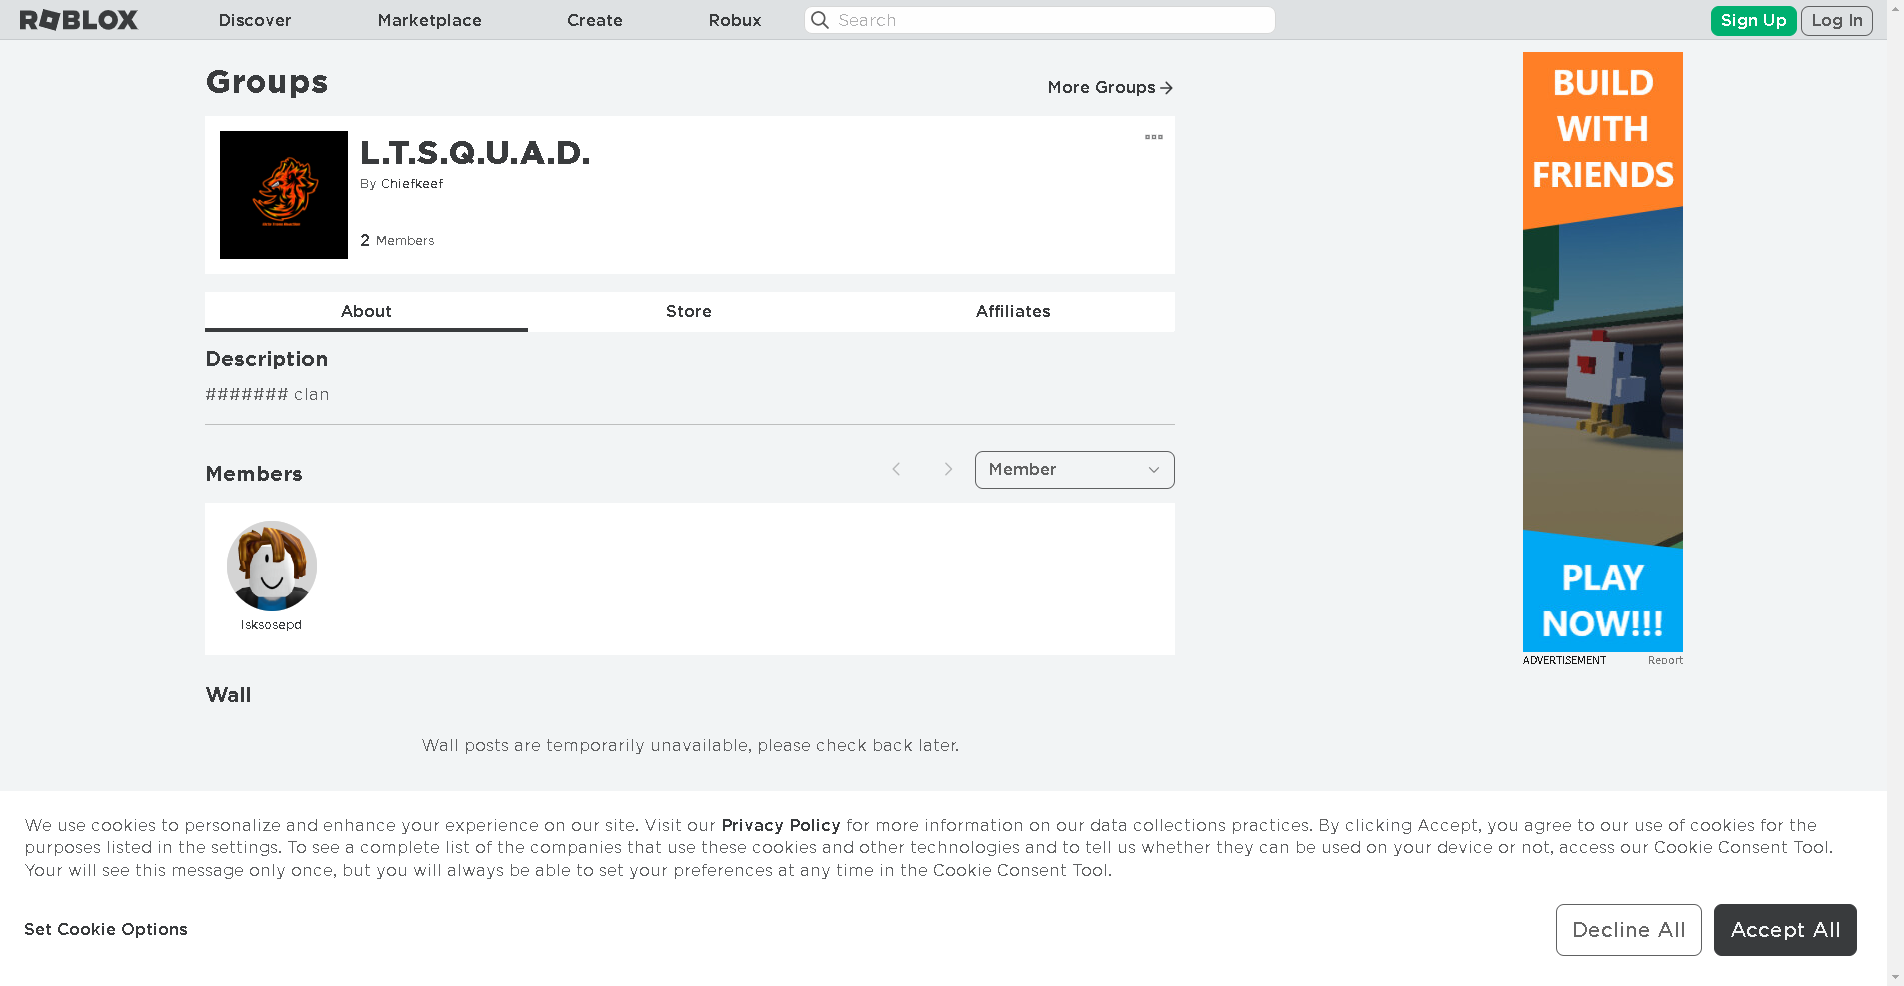 ROBLOX Discover Marketplace Create Robux Search Sign Up Log In
Groups
More Groups
L.T.S.Q.U.A.D.
By Chiefkeef
2 Members
About Store Affiliates
Description
####### clan
Members
Member
lsksosepd
Wall
Wall posts are temporarily unavailable, please check back later.
BUILD
WITH
FRIENDS
PLAY
NOW!!!
ADVERTISEMENT Report
We use cookies to personalize and enhance your experience on our site. Visit our Privacy Policy for more information on our data collections practices. By clicking Accept, you agree to our use of cookies for the
purposes listed in the settings. To see a complete list of the companies that use these cookies and other technologies and to tell us whether they can be used on your device or not, access our Cookie Consent Tool.
Your will see this message only once, but you will always be able to set your preferences at any time in the Cookie Consent Tool.
Set Cookie Options
Decline All
Accept All